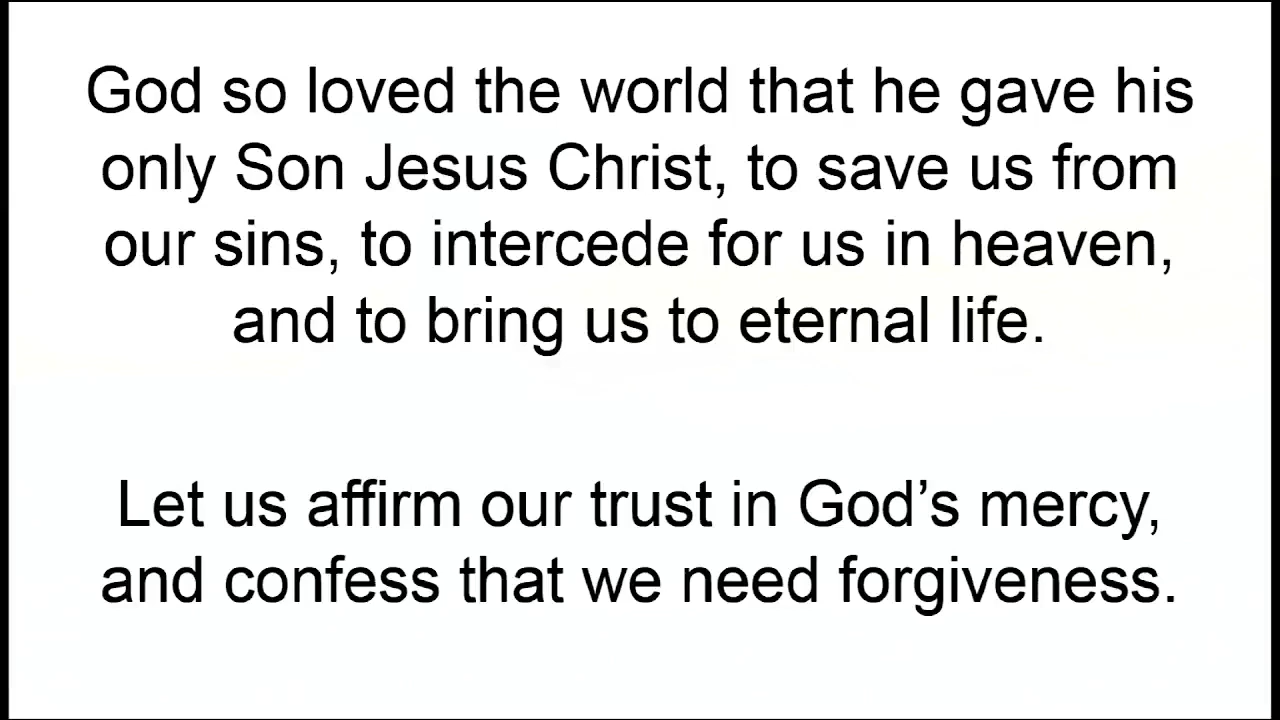 God so loved the world that he gave his
only Son Jesus Christ, to save us from
our sins, to intercede for us in heaven,
and to bring us to eternal life.
Let us affirm our trust in God’s mercy,
and confess that we need forgiveness.